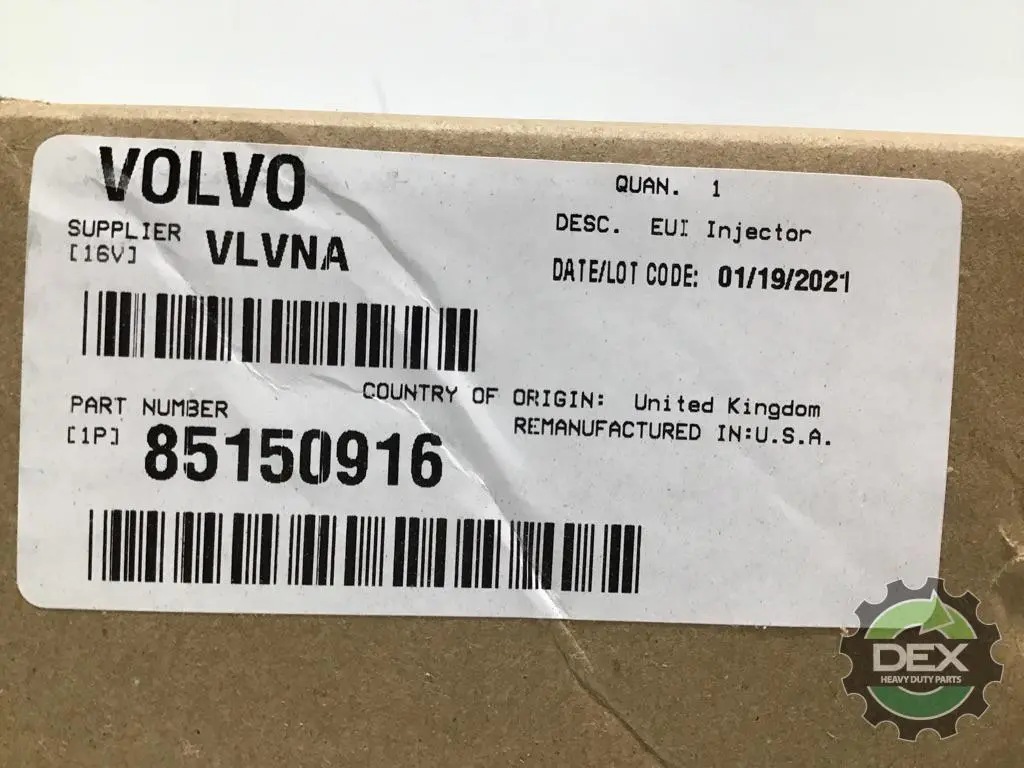 VOLVO
QUAN. 1
SUPPLIER
[16V]
VLVNA
DESC. EUI Injector
DATE/LOT CODE: 01/19/2021
COUNTRY OF ORIGIN: United Kingdom
REMANUFACTURED IN:U.S.A.
PART NUMBER
[1P]
85150916
DEX
HEAVY DUTY PARTS